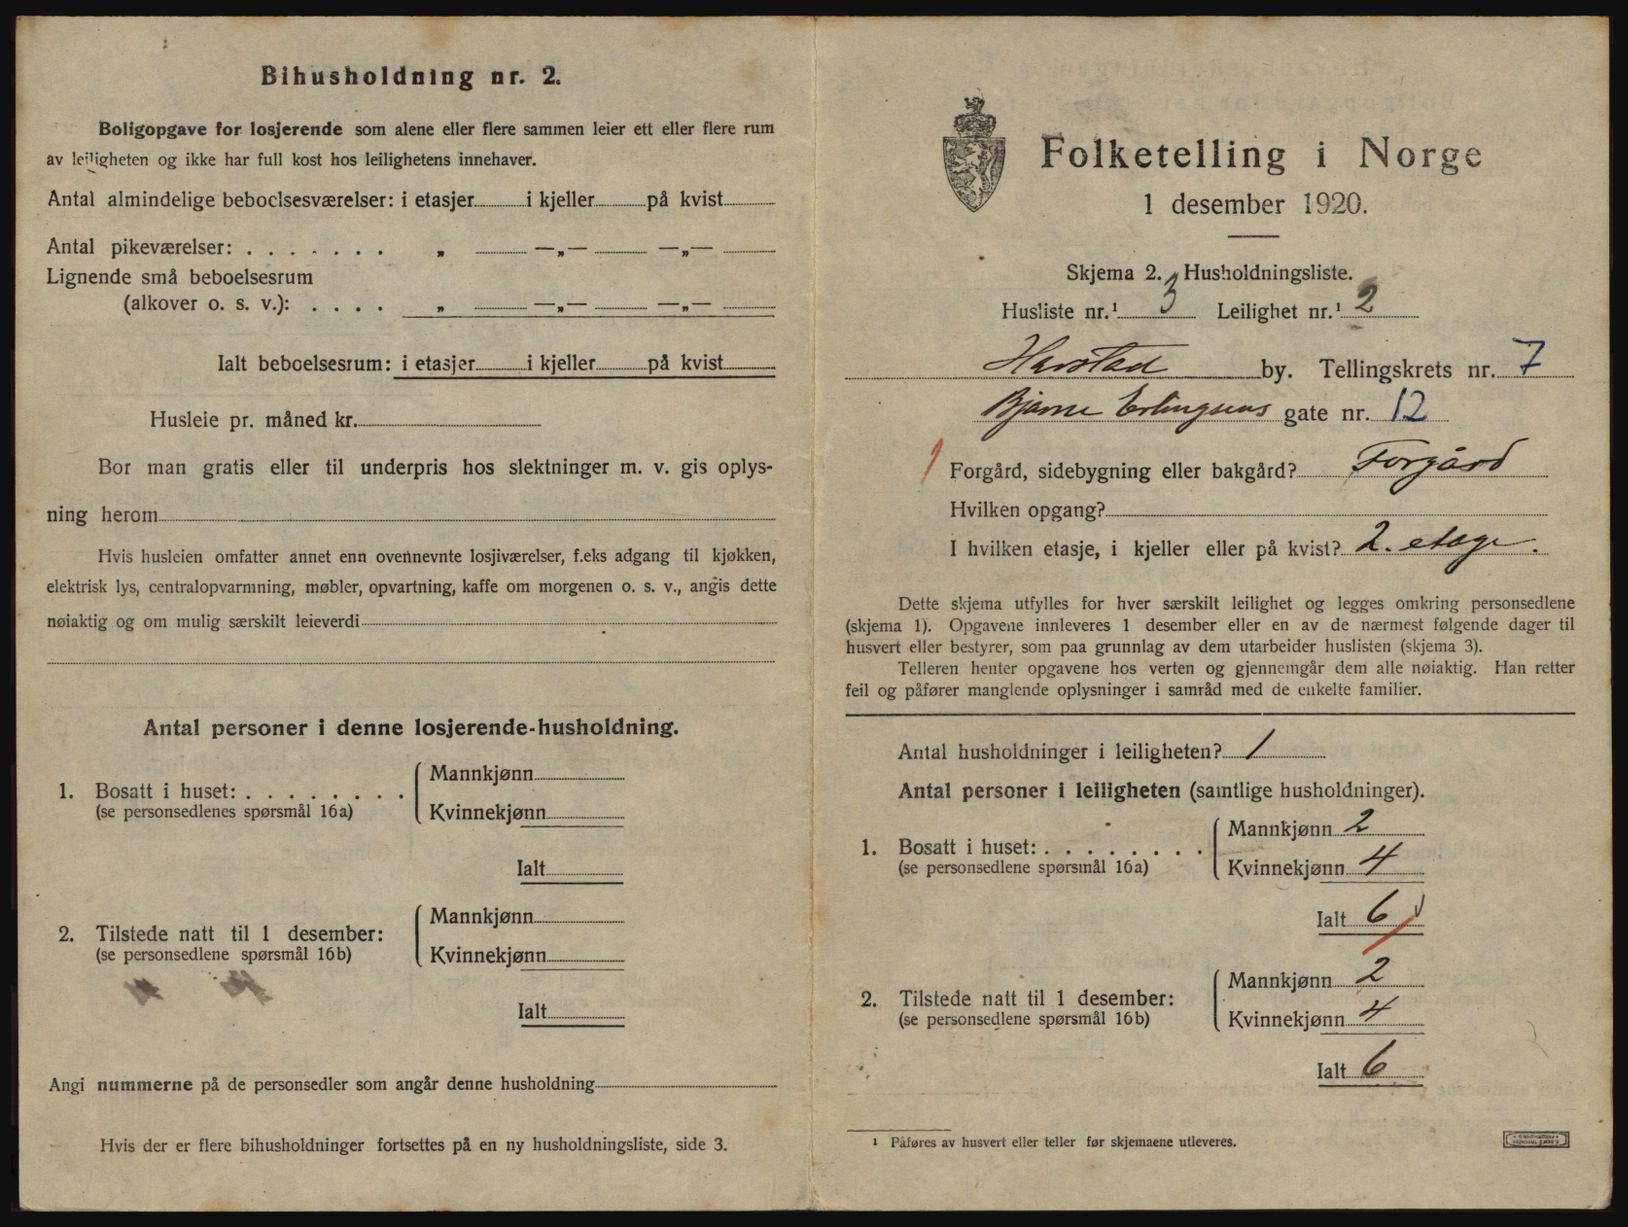 Bihusholdning nr. 2.
Boligopgave for losjerende som alene eller flere sammen leier ett eller flere rum
av leiligheten og ikke har full kost hos leilighetens innehaver.
Antal almindelige beboelsesværelser: i etasjer i kjeller på kvist
Antal pikeværelser: . . . . . . . „ —„— —„—
Lignende små beboelsesrum
(alkover o. s. v.): . . . . „ —„— —„—
Ialt beboelsesrum: i etasjer i kjeller på kvist
Husleie pr. måned kr.
Bor man gratis eller til underpris hos slektninger m. v. gis oplys-
ning herom
Hvis husleien omfatter annet enn ovennevnte losjiværelser, f.eks adgang til kjøkken,
elektrisk lys, centralopvarmning, møbler, opvartning, kaffe om morgenen o. s. v., angis dette
nøiaktig og om mulig særskilt leieverdi
Antal personer i denne losjerende-husholdning.
1. Bosatt i huset: . . . . . . . .
(se personsedlenes spørsmål 16a)
Mannkjønn
Kvinnekjønn
Ialt
2. Tilstede natt til 1 desember:
(se personsedlene spørsmål 16b)
Mannkjønn
Kvinnekjønn
Ialt
Angi nummerne på de personsedler som angår denne husholdning
Hvis der er flere bihusholdninger fortsettes på en ny husholdningsliste, side 3.
Folketelling i Norge
1 desember 1920.
Skjema 2. Husholdningsliste.
Husliste nr.¹ 3 Leilighet nr.¹ 2
Harstad by. Tellingskrets nr. 7
Bjarne Erlingsens gate nr. 12
1 Forgård, sidebygning eller bakgård? Forgård
Hvilken opgang?
I hvilken etasje, i kjeller eller på kvist? 2. etage.
Dette skjema utfylles for hver særskilt leilighet og legges omkring personsedlene
(skjema 1). Opgavene innleveres 1 desember eller en av de nærmest følgende dager til
husvert eller bestyrer, som paa grunnlag av dem utarbeider huslisten (skjema 3).
Telleren henter opgavene hos verten og gjennemgår dem alle nøiaktig. Han retter
feil og påfører manglende oplysninger i samråd med de enkelte familier.
Antal husholdninger i leiligheten? 1
Antal personer i leiligheten (samtlige husholdninger).
1. Bosatt i huset: . . . . . . . .
(se personsedlene spørsmål 16a)
Mannkjønn 2
Kvinnekjønn 4
Ialt 6
2. Tilstede natt til 1 desember:
(se personsedlene spørsmål 16b)
Mannkjønn 2
Kvinnekjønn 4
Ialt 6
¹ Påføres av husvert eller teller før skjemaene utleveres.